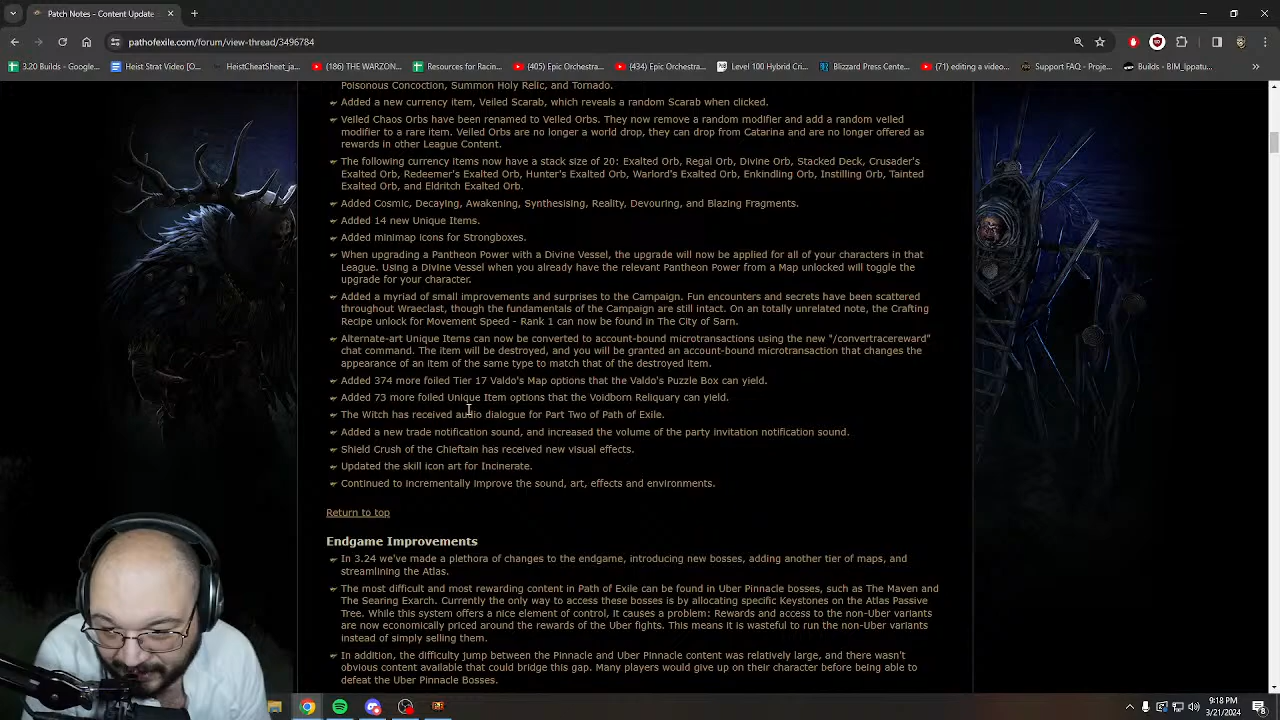 Path of Exile - Patch Notes
pathofexile.com/forum/view-thread/3496784
3.20 Builds - Google...
Heist Strat Video [O...
HeistCheatSheet_ja...
(186) THE WARZON...
Resources for Racin...
(405) Epic Orchestra...
(434) Epic Orchestra...
Level 100 Hybrid Cri...
Blizzard Press Cente...
(71) editing a video...
Support FAQ - Proje...
Builds - BIM_Ippatu...
Poisonous Concoction, Summon Holy Relic, and Tornado.
Added a new currency item, Veiled Scarab, which reveals a random Scarab when clicked.
Veiled Chaos Orbs have been renamed to Veiled Orbs. They now remove a random modifier and add a random veiled
modifier to a rare item. Veiled Orbs are no longer a world drop, they can drop from Catarina and are no longer offered as
rewards in other League Content.
The following currency items now have a stack size of 20: Exalted Orb, Regal Orb, Divine Orb, Stacked Deck, Crusader's
Exalted Orb, Redeemer's Exalted Orb, Hunter's Exalted Orb, Warlord's Exalted Orb, Enkindling Orb, Instilling Orb, Tainted
Exalted Orb, and Eldritch Exalted Orb.
Added Cosmic, Decaying, Awakening, Synthesising, Reality, Devouring, and Blazing Fragments.
Added 14 new Unique Items.
Added minimap icons for Strongboxes.
When upgrading a Pantheon Power with a Divine Vessel, the upgrade will now be applied for all of your characters in that
League. Using a Divine Vessel when you already have the relevant Pantheon Power from a Map unlocked will toggle the
upgrade for your character.
Added a myriad of small improvements and surprises to the Campaign. Fun encounters and secrets have been scattered
throughout Wraeclast, though the fundamentals of the Campaign are still intact. On an totally unrelated note, the Crafting
Recipe unlock for Movement Speed - Rank 1 can now be found in The City of Sarn.
Alternate-art Unique Items can now be converted to account-bound microtransactions using the new "/convertracereward"
chat command. The item will be destroyed, and you will be granted an account-bound microtransaction that changes the
appearance of an item of the same type to match that of the destroyed item.
Added 374 more foiled Tier 17 Valdo's Map options that the Valdo's Puzzle Box can yield.
Added 73 more foiled Unique Item options that the Voidborn Reliquary can yield.
The Witch has received audio dialogue for Part Two of Path of Exile.
Added a new trade notification sound, and increased the volume of the party invitation notification sound.
Shield Crush of the Chieftain has received new visual effects.
Updated the skill icon art for Incinerate.
Continued to incrementally improve the sound, art, effects and environments.
Return to top
Endgame Improvements
In 3.24 we've made a plethora of changes to the endgame, introducing new bosses, adding another tier of maps, and
streamlining the Atlas.
The most difficult and most rewarding content in Path of Exile can be found in Uber Pinnacle bosses, such as The Maven and
The Searing Exarch. Currently the only way to access these bosses is by allocating specific Keystones on the Atlas Passive
Tree. While this system offers a nice element of control, it causes a problem: Rewards and access to the non-Uber variants
are now economically priced around the rewards of the Uber fights. This means it is wasteful to run the non-Uber variants
instead of simply selling them.
In addition, the difficulty jump between the Pinnacle and Uber Pinnacle content was relatively large, and there wasn't
obvious content available that could bridge this gap. Many players would give up on their character before being able to
defeat the Uber Pinnacle Bosses.
9:18 PM
3/21/2024